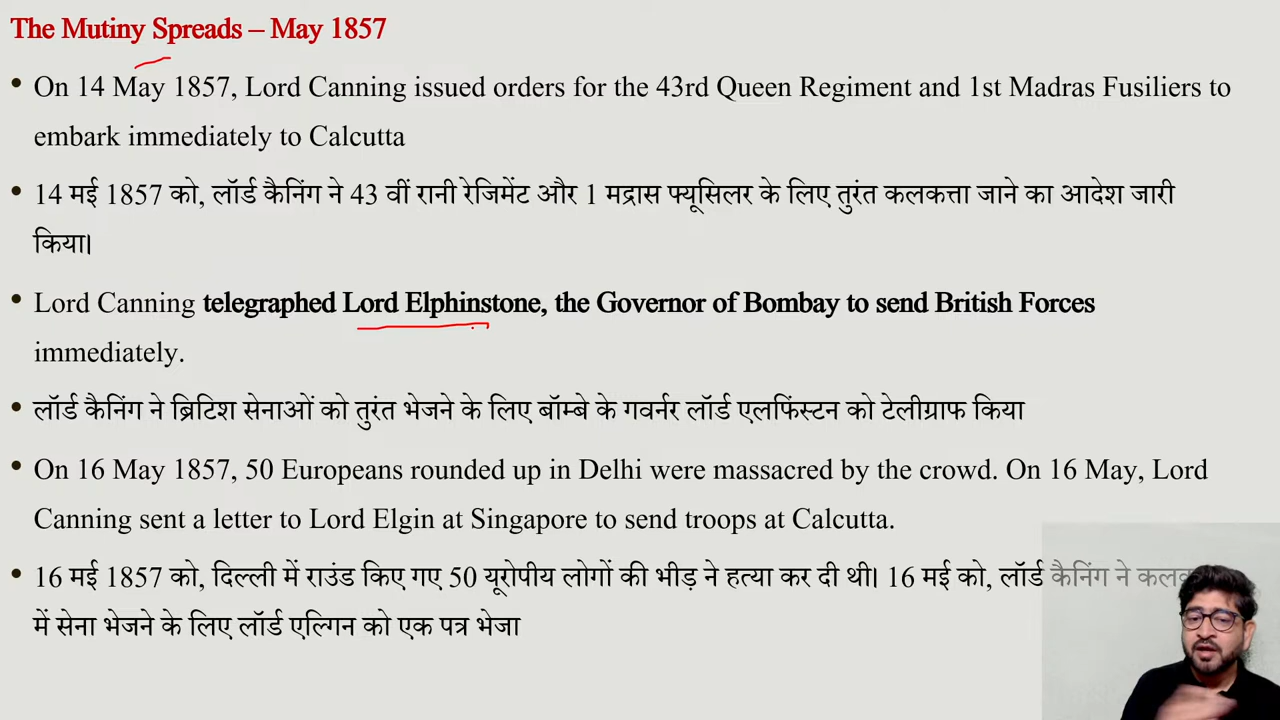 The Mutiny Spreads – May 1857
• On 14 May 1857, Lord Canning issued orders for the 43rd Queen Regiment and 1st Madras Fusiliers to
embark immediately to Calcutta
• 14 मई 1857 को, लॉर्ड कैनिंग ने 43 वीं रानी रेजिमेंट और 1 मद्रास फ्यूसिलर के लिए तुरंत कलकत्ता जाने का आदेश जारी
किया।
• Lord Canning telegraphed Lord Elphinstone, the Governor of Bombay to send British Forces
immediately.
• लॉर्ड कैनिंग ने ब्रिटिश सेनाओं को तुरंत भेजने के लिए बॉम्बे के गवर्नर लॉर्ड एलफिंस्टन को टेलीग्राफ किया
• On 16 May 1857, 50 Europeans rounded up in Delhi were massacred by the crowd. On 16 May, Lord
Canning sent a letter to Lord Elgin at Singapore to send troops at Calcutta.
• 16 मई 1857 को, दिल्ली में राउंड किए गए 50 यूरोपीय लोगों की भीड़ ने हत्या कर दी थी। 16 मई को, लॉर्ड कैनिंग ने
में सेना भेजने के लिए लॉर्ड एल्गिन को एक पत्र भेजा